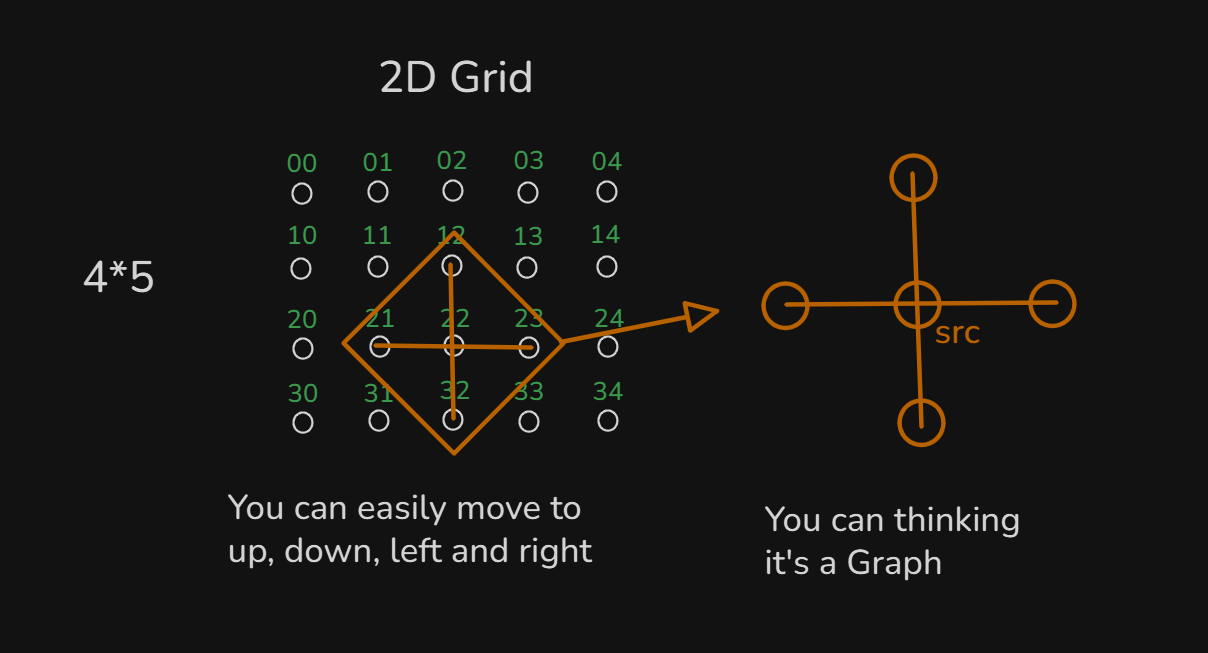 2D Grid
00 01 02 03 04
10 11 12 13 14
4*5
20 21 22 23 24
30 31 32 33 34
src
You can easily move to
up, down, left and right
You can thinking
it's a Graph